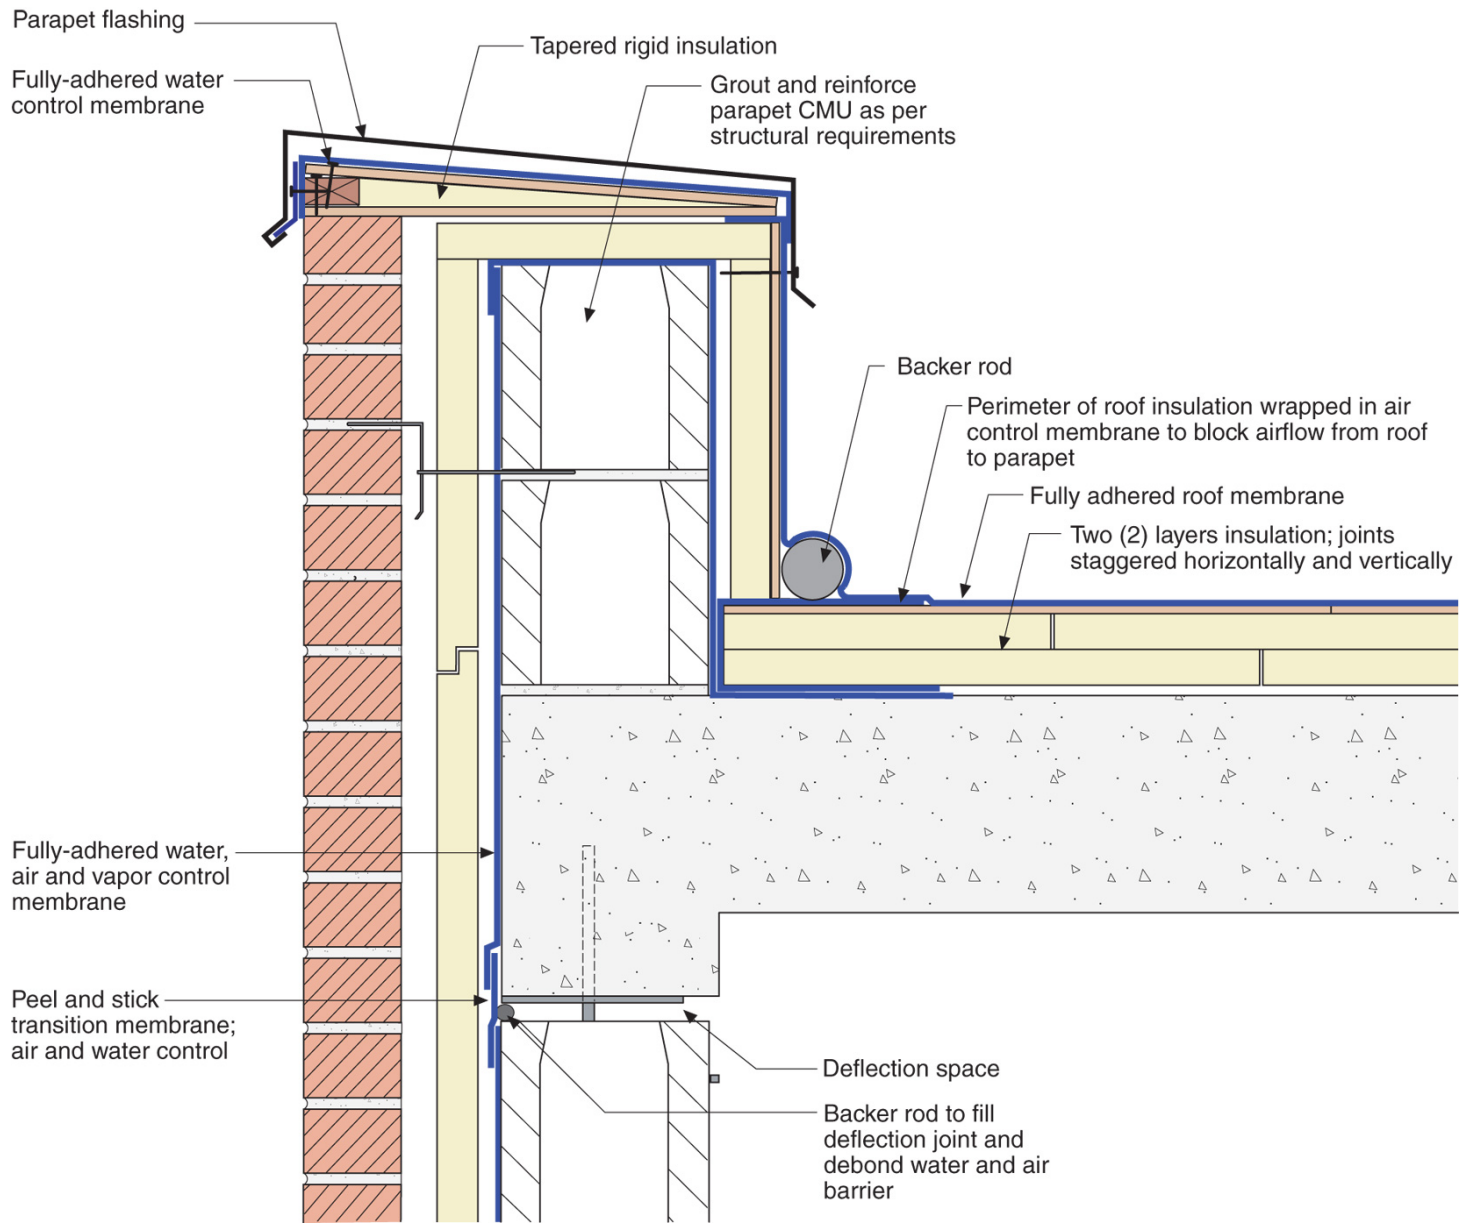 Parapet flashing
Fully-adhered water
control membrane
Tapered rigid insulation
Grout and reinforce
parapet CMU as per
structural requirements
Backer rod
Perimeter of roof insulation wrapped in air
control membrane to block airflow from roof
to parapet
Fully adhered roof membrane
Two (2) layers insulation; joints
staggered horizontally and vertically
Fully-adhered water,
air and vapor control
membrane
Peel and stick
transition membrane;
air and water control
Deflection space
Backer rod to fill
deflection joint and
debond water and air
barrier